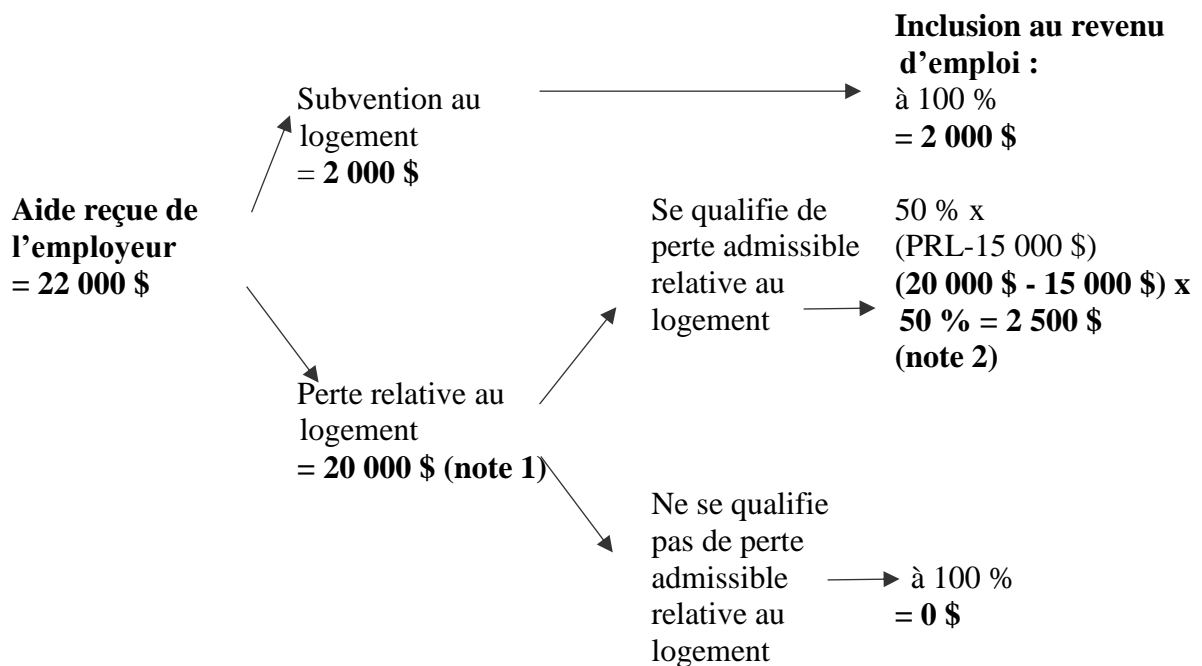 Inclusion au revenu
d’emploi :
à 100 %
= 2 000 $
Subvention au
logement
= 2 000 $
Aide reçue de
l’employeur
= 22 000 $
Se qualifie de
perte admissible
relative au
logement
50 % x
(PRL-15 000 $)
(20 000 $ - 15 000 $) x
50 % = 2 500 $
(note 2)
Perte relative au
logement
= 20 000 $ (note 1)
Ne se qualifie
pas de perte
admissible
relative au
logement
à 100 %
= 0 $